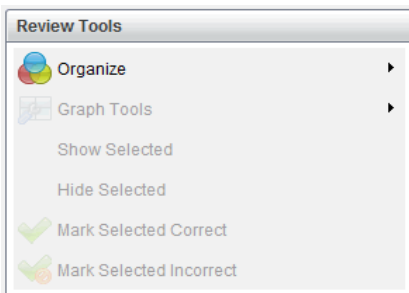 Review Tools
Organize
Graph Tools
Show Selected
Hide Selected
Mark Selected Correct
Mark Selected Incorrect